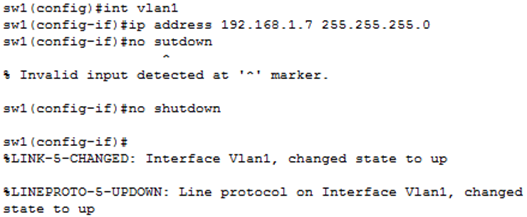 sw1(config)#int vlan1
sw1(config-if)#ip address 192.168.1.7 255.255.255.0
sw1(config-if)#no sutdown
^
% Invalid input detected at '^' marker.
sw1(config-if)#no shutdown
sw1(config-if)#
%LINK-5-CHANGED: Interface Vlan1, changed state to up
%LINEPROTO-5-UPDOWN: Line protocol on Interface Vlan1, changed
state to up